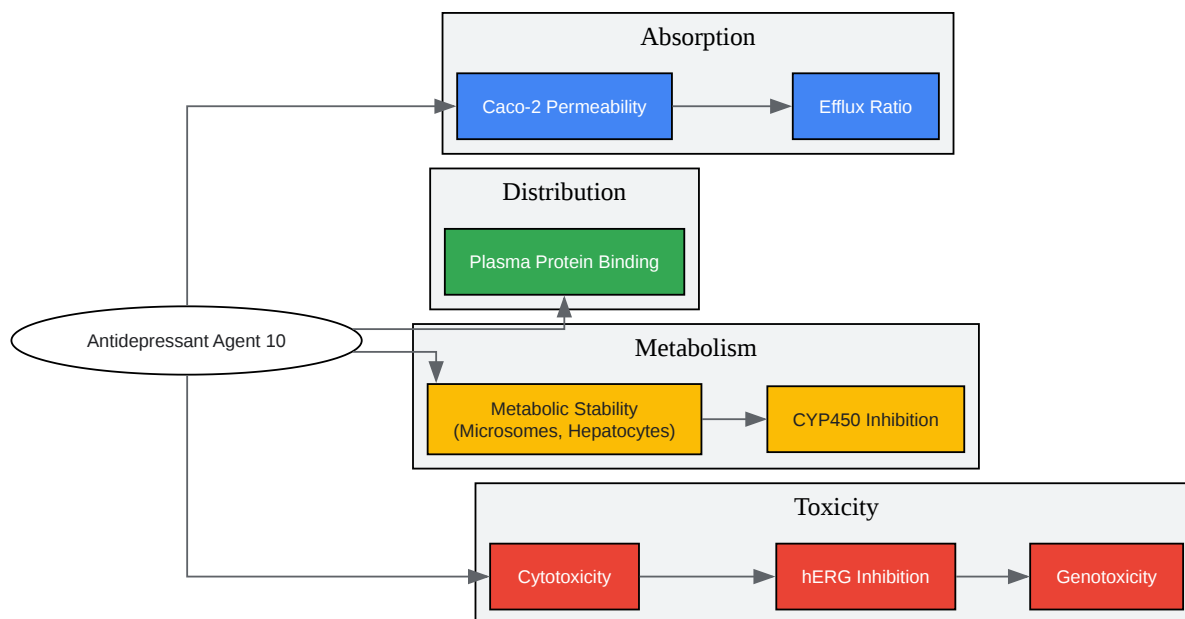 Absorption
Caco-2 Permeability
Efflux Ratio
Distribution
Plasma Protein Binding
Antidepressant Agent 10
Metabolism
Metabolic Stability
(Microsomes, Hepatocytes)
CYP450 Inhibition
Toxicity
Cytotoxicity
hERG Inhibition
Genotoxicity